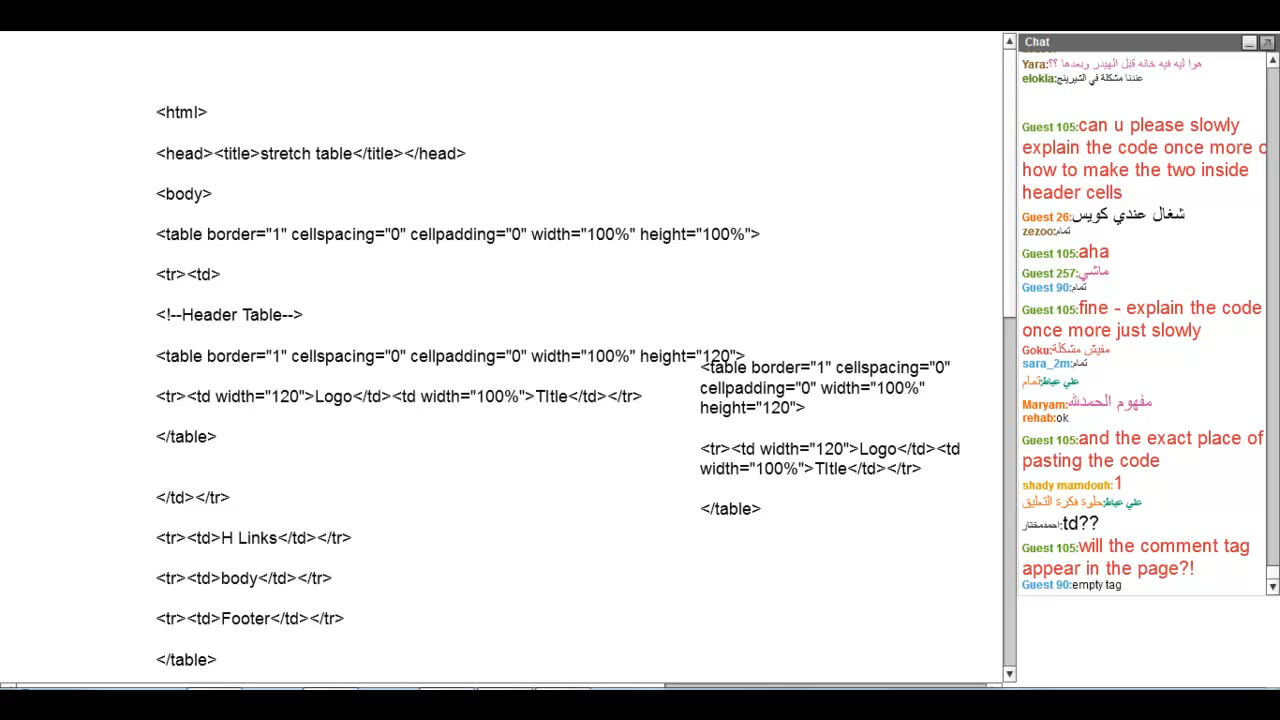 <html>
<head><title>stretch table</title></head>
<body>
<table border="1" cellspacing="0" cellpadding="0" width="100%" height="100%">
<tr><td>
<!--Header Table-->
<table border="1" cellspacing="0" cellpadding="0" width="100%" height="120">
<tr><td width="120">Logo</td><td width="100%">TItle</td></tr>
</table>
</td></tr>
<tr><td>H Links</td></tr>
<tr><td>body</td></tr>
<tr><td>Footer</td></tr>
</table>
<table border="1" cellspacing="0"
cellpadding="0" width="100%"
height="120">
<tr><td width="120">Logo</td><td
width="100%">TItle</td></tr>
</table>
Chat
Yara:هوا ليه فيه خانه قبل الهيدر وبعدها ؟؟
elokla:عندنا مشكلة في الشيرينج
Guest 105:can u please slowly
explain the code once more o
how to make the two inside
header cells
Guest 26:شغال عندي كويس
zezoo:تمام
Guest 105:aha
Guest 257:ماشي
Guest 90:تمام
Guest 105:fine - explain the code
once more just slowly
Goku:مفيش مشكلة
sara_2m:تمام
علي عياط:تمام
Maryam:مفهوم الحمدلله
rehab:ok
Guest 105:and the exact place of
pasting the code
shady mamdouh:1
علي عياط:حلوة فكرة التعليق
احمدمختار:td??
Guest 105:will the comment tag
appear in the page?!
Guest 90:empty tag